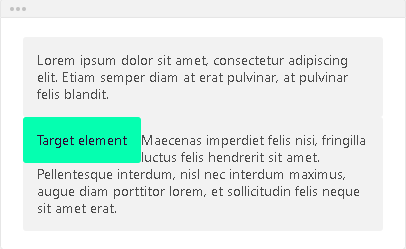 Lorem ipsum dolor sit amet, consectetur adipiscing
elit. Etiam semper diam at erat pulvinar, at pulvinar
felis blandit.
Target element Maecenas imperdiet felis nisi, fringilla
luctus felis hendrerit sit amet.
Pellentesque interdum, nisl nec interdum maximus,
augue diam porttitor lorem, et sollicitudin felis neque
sit amet erat.